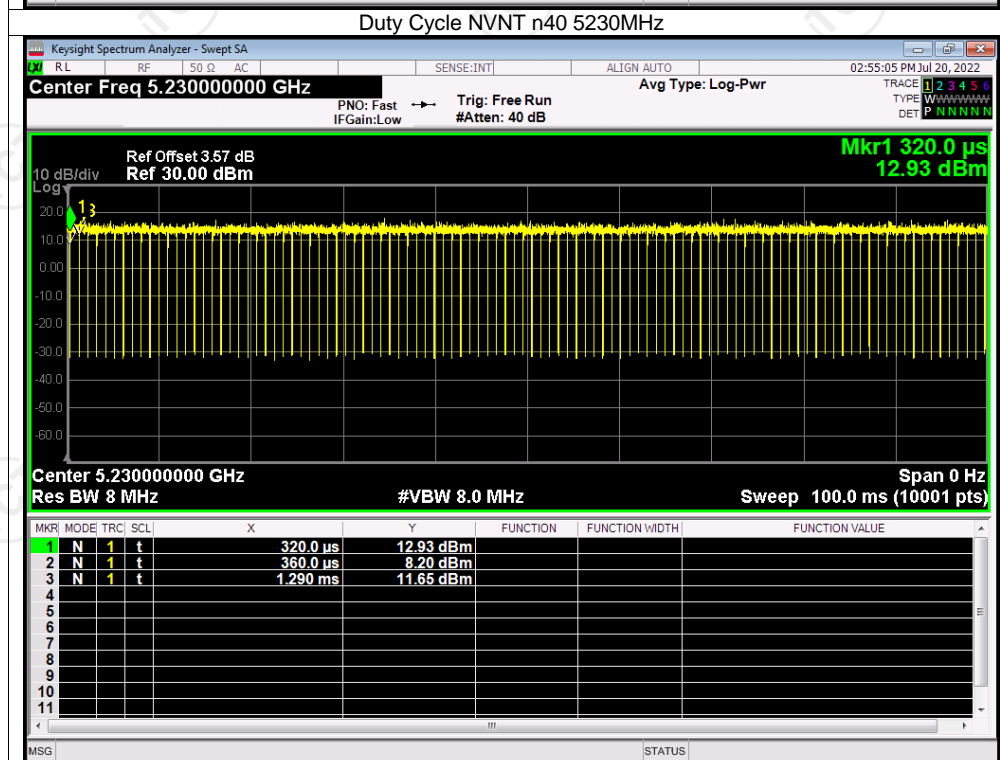 Duty Cycle NVNT n40 5230MHz
Keysight Spectrum Analyzer - Swept SA
LXI RL RF 50 Ω AC SENSE:INT ALIGN AUTO 02:55:05 PM Jul 20, 2022
Center Freq 5.230000000 GHz Avg Type: Log-Pwr TRACE 1 2 3 4 5 6
PNO: Fast Trig: Free Run TYPE WWWWWW
IFGain:Low #Atten: 40 dB DET P N N N N N
Mkr1 320.0 µs
Ref Offset 3.57 dB 12.93 dBm
10 dB/div Ref 30.00 dBm
Log
1 3
20.0
10.0
0.00
-10.0
-20.0
-30.0
-40.0
-50.0
-60.0
Center 5.230000000 GHz Span 0 Hz
Res BW 8 MHz #VBW 8.0 MHz Sweep 100.0 ms (10001 pts)
MKR MODE TRC SCL X Y FUNCTION FUNCTION WIDTH FUNCTION VALUE
1 N 1 t 320.0 µs 12.93 dBm
2 N 1 t 360.0 µs 8.20 dBm
3 N 1 t 1.290 ms 11.65 dBm
4
5
6
7
8
9
10
11
MSG STATUS